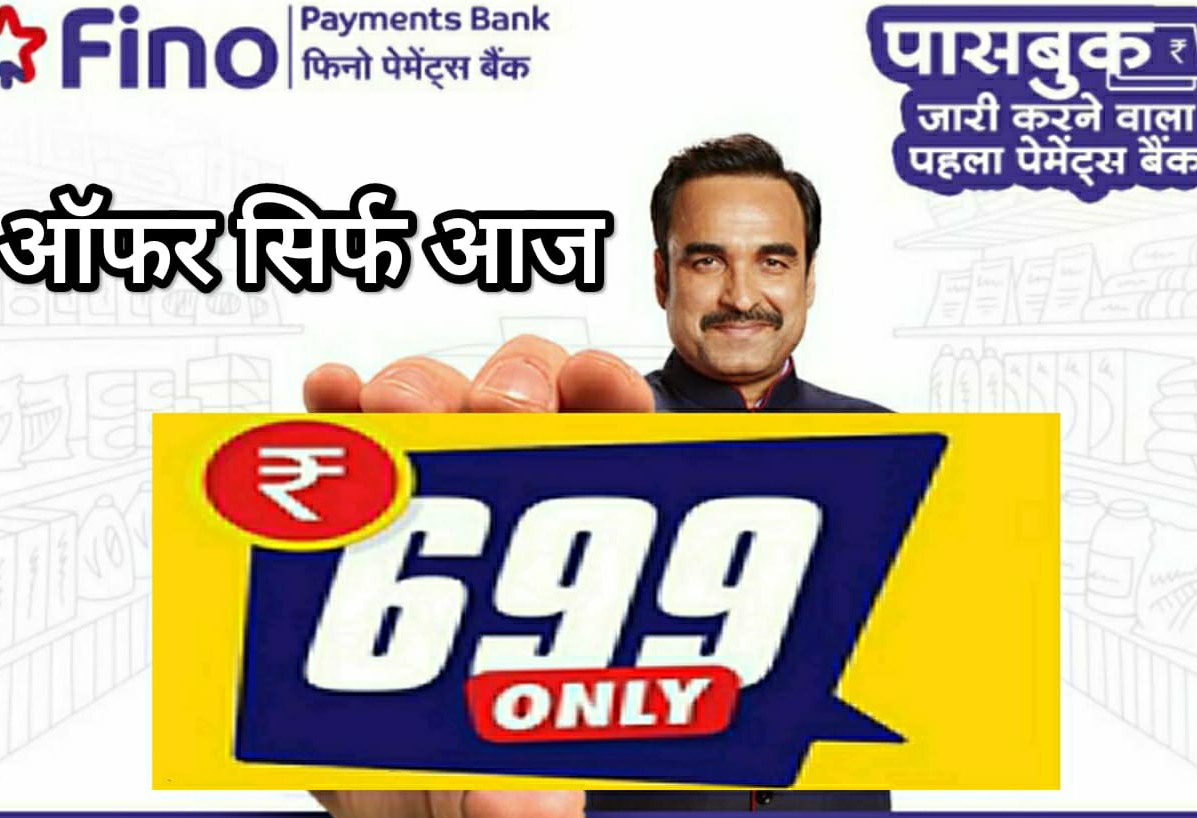 Fino
Payments Bank
फिनो पेमेंट्स बैंक
पासबुक ₹
जारी करने वाला
पहला पेमेंट्स बैंक
ऑफर सिर्फ आज
₹
699
ONLY